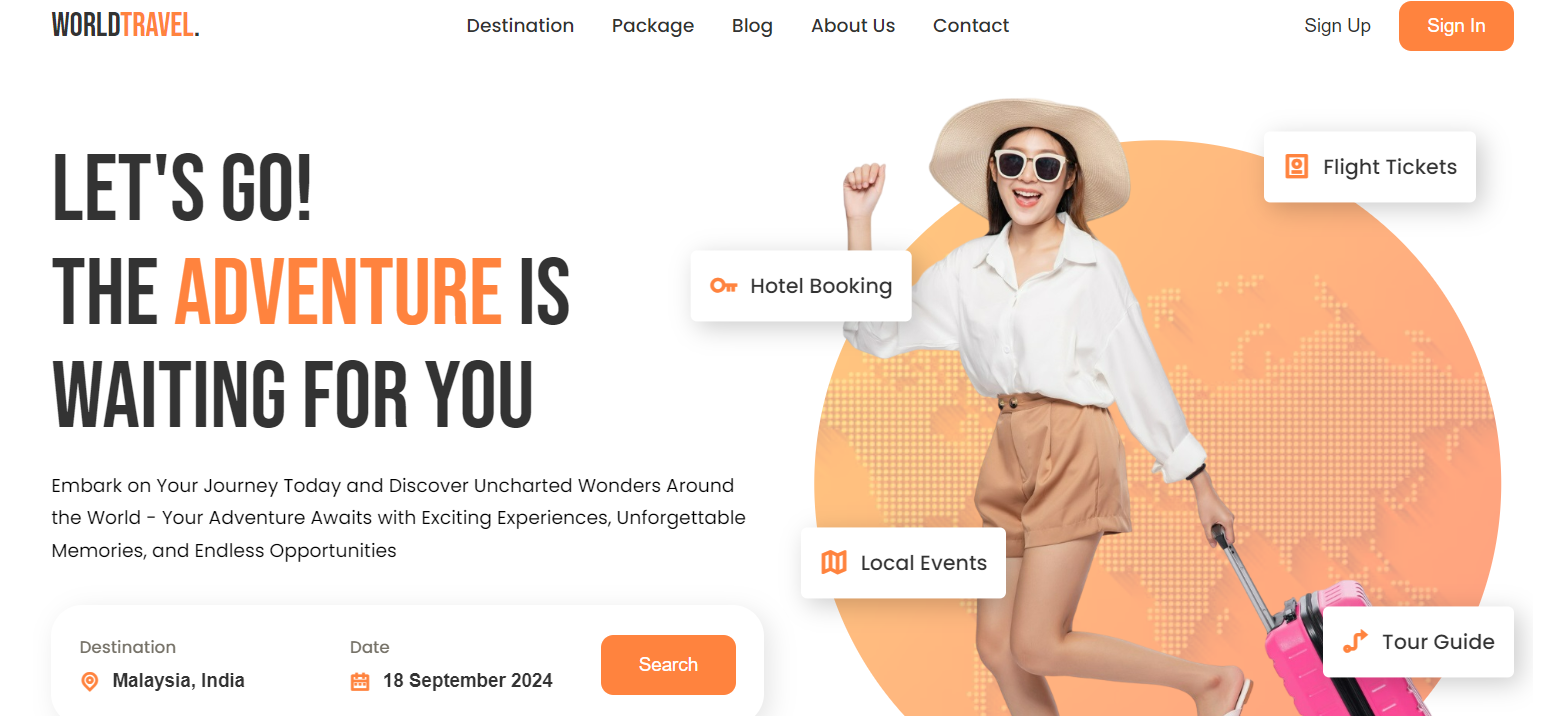 WORLDTRAVEL.
Destination
Package
Blog
About Us
Contact
Sign Up
Sign In
LET'S GO!
THE ADVENTURE IS
WAITING FOR YOU
Embark on Your Journey Today and Discover Uncharted Wonders Around
the World - Your Adventure Awaits with Exciting Experiences, Unforgettable
Memories, and Endless Opportunities
Destination
Malaysia, India
Date
18 September 2024
Search
Flight Tickets
Hotel Booking
Local Events
Tour Guide